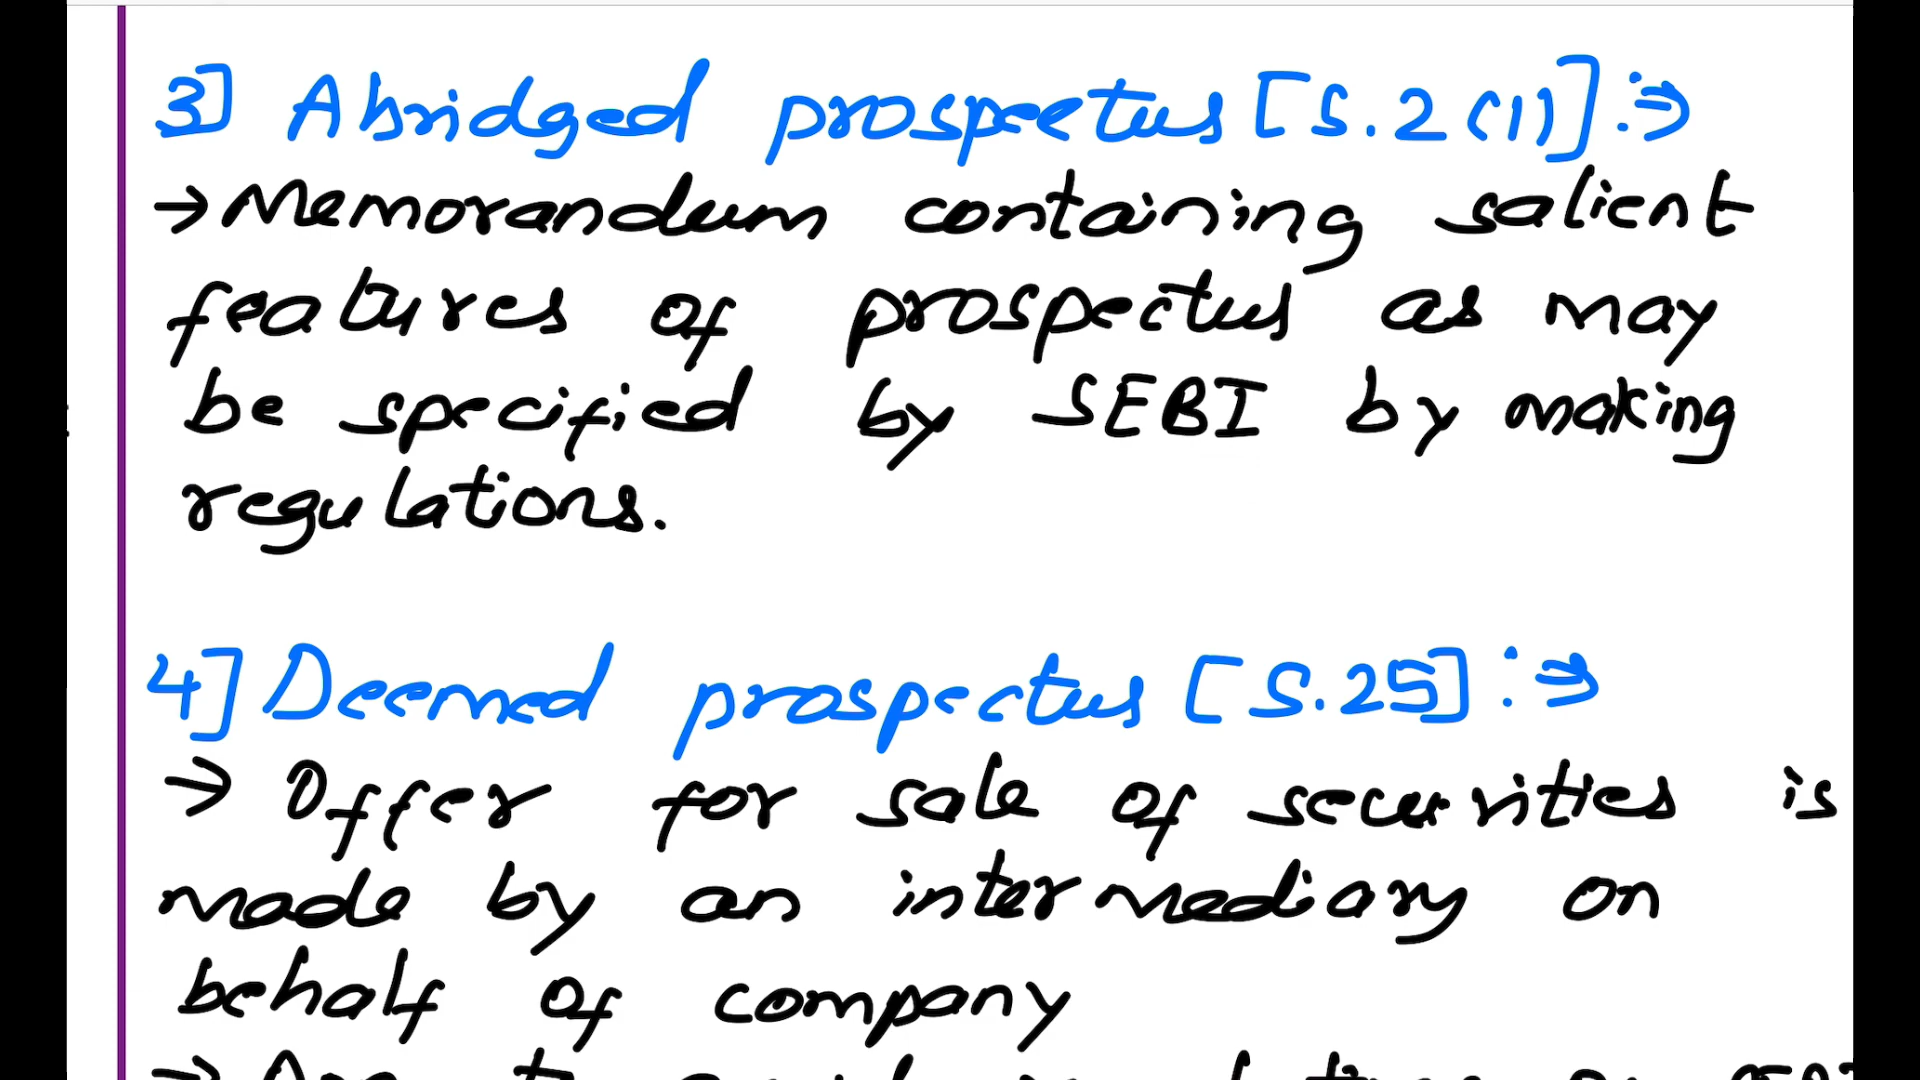 3] Abridged prospectus [S.2(1)]:⇒
→ Memorandum containing salient
features of prospectus as may
be specified by SEBI by making
regulations.
4] Deemed prospectus [S.25]:⇒
→ Offer for sale of securities is
made by an intermediary on
behalf of company